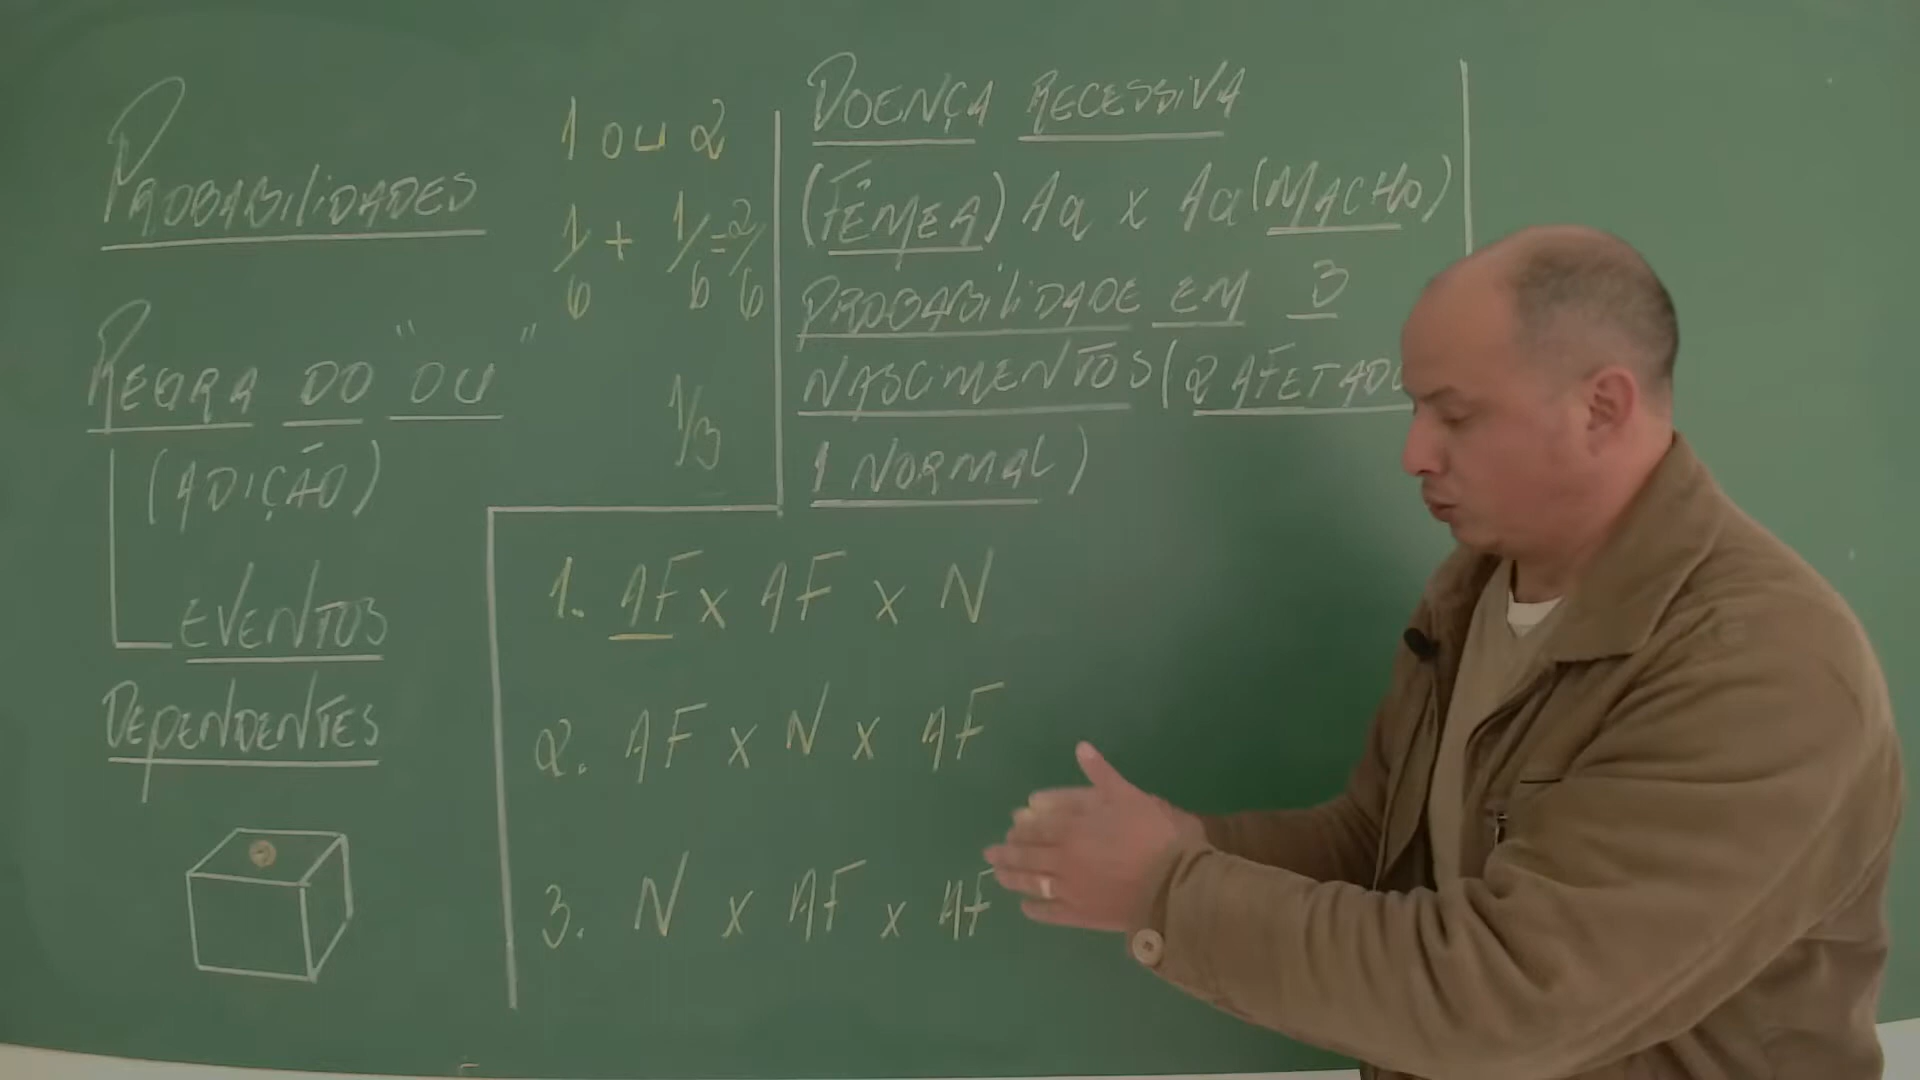 PROBABILIDADES
REGRA DO "OU"
(ADIÇÃO)
EVENTOS
DEPENDENTES
1 OU 2
1/6 + 1/6 = 2/6
1/3
DOENÇA RECESSIVA
(FÊMEA) Aa x Aa (MACHO)
PROBABILIDADE EM 3
NASCIMENTOS (2 AFETADO
1 NORMAL)
1. AF x AF x N
2. AF x N x AF
3. N x AF x AF